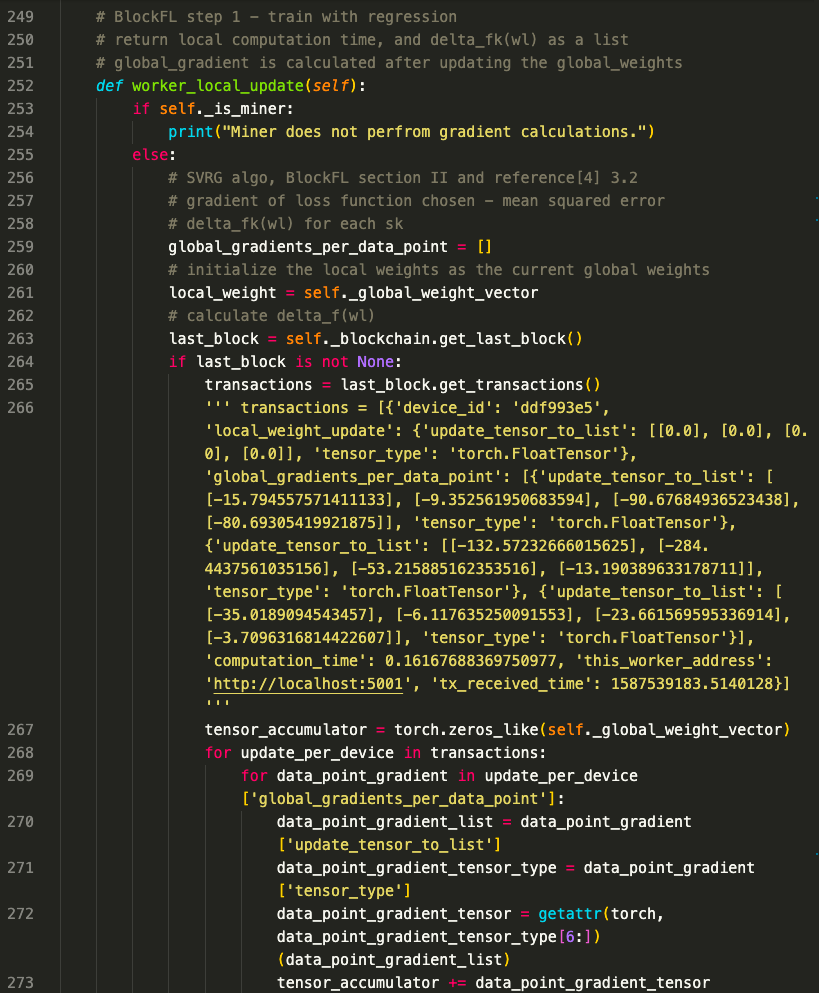 249 # BlockFL step 1 - train with regression
250 # return local computation time, and delta_fk(wl) as a list
251 # global_gradient is calculated after updating the global_weights
252 def worker_local_update(self):
253 if self._is_miner:
254 print("Miner does not perfrom gradient calculations.")
255 else:
256 # SVRG algo, BlockFL section II and reference[4] 3.2
257 # gradient of loss function chosen - mean squared error
258 # delta_fk(wl) for each sk
259 global_gradients_per_data_point = []
260 # initialize the local weights as the current global weights
261 local_weight = self._global_weight_vector
262 # calculate delta_f(wl)
263 last_block = self._blockchain.get_last_block()
264 if last_block is not None:
265 transactions = last_block.get_transactions()
266 ''' transactions = [{'device_id': 'ddf993e5',
'local_weight_update': {'update_tensor_to_list': [[0.0], [0.0], [0.
0], [0.0]], 'tensor_type': 'torch.FloatTensor'},
'global_gradients_per_data_point': [{'update_tensor_to_list': [
[-15.794557571411133], [-9.352561950683594], [-90.67684936523438],
[-80.69305419921875]], 'tensor_type': 'torch.FloatTensor'},
{'update_tensor_to_list': [[-132.57232666015625], [-284.
4437561035156], [-53.215885162353516], [-13.190389633178711]],
'tensor_type': 'torch.FloatTensor'}, {'update_tensor_to_list': [
[-35.0189094543457], [-6.117635250091553], [-23.661569595336914],
[-3.7096316814422607]], 'tensor_type': 'torch.FloatTensor'}],
'computation_time': 0.16167688369750977, 'this_worker_address':
'http://localhost:5001', 'tx_received_time': 1587539183.5140128}]
'''
267 tensor_accumulator = torch.zeros_like(self._global_weight_vector)
268 for update_per_device in transactions:
269 for data_point_gradient in update_per_device
['global_gradients_per_data_point']:
270 data_point_gradient_list = data_point_gradient
['update_tensor_to_list']
271 data_point_gradient_tensor_type = data_point_gradient
['tensor_type']
272 data_point_gradient_tensor = getattr(torch,
data_point_gradient_tensor_type[6:])
(data_point_gradient_list)
273 tensor_accumulator += data_point_gradient_tensor